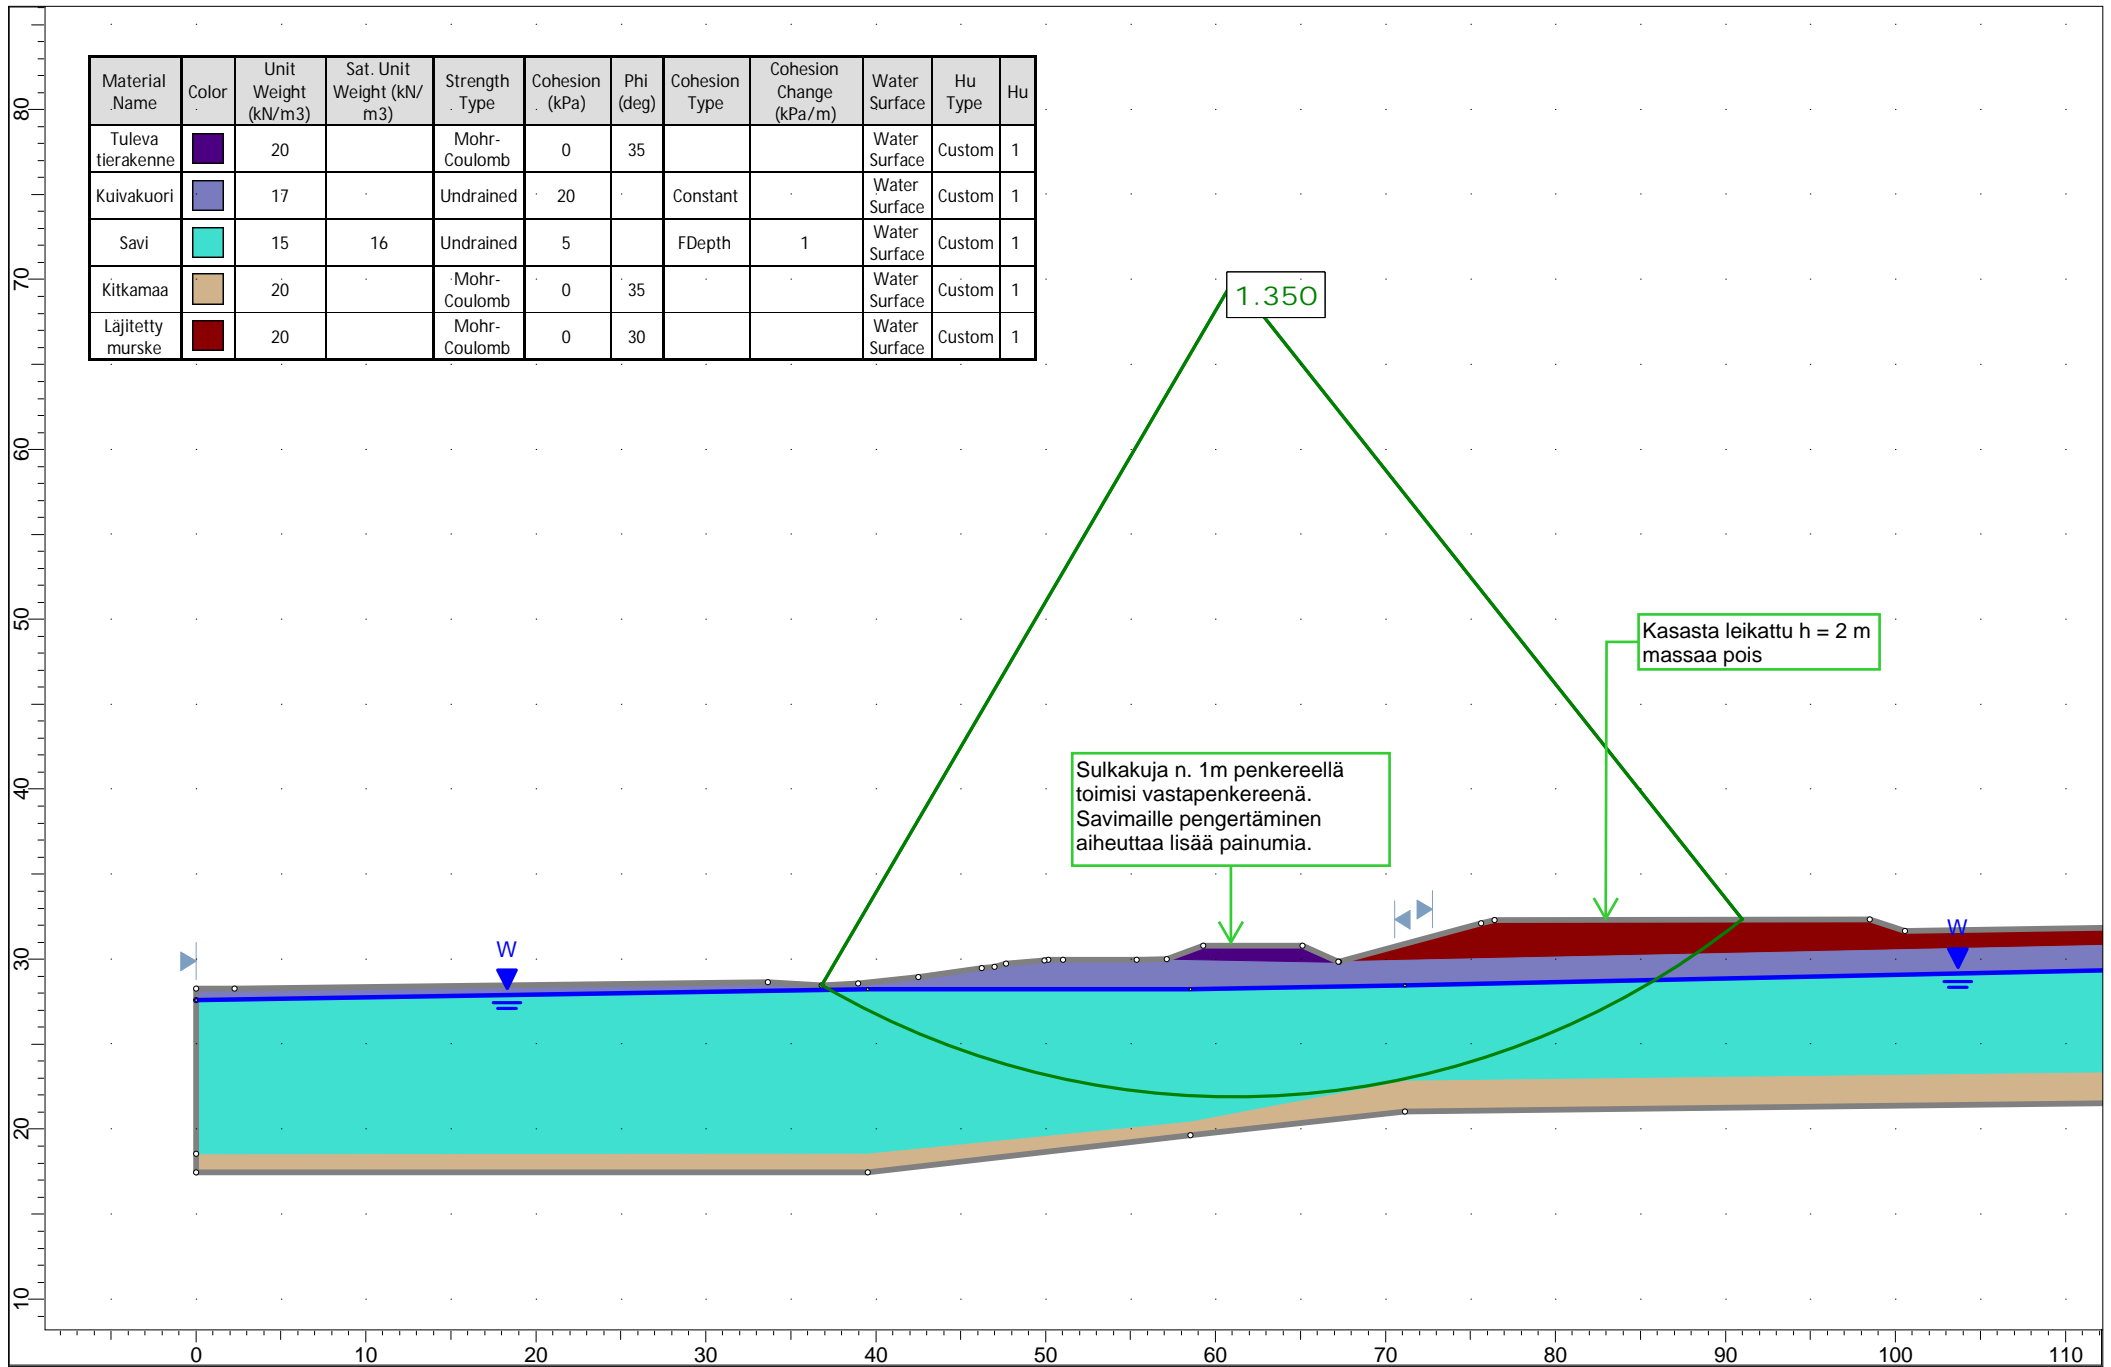 Material Name Color Unit Weight (kN/m3) Sat. Unit Weight (kN/m3) Strength Type Cohesion (kPa) Phi (deg) Cohesion Type Cohesion Change (kPa/m) Water Surface Hu Type Hu
Tuleva tierakenne 20 Mohr-Coulomb 0 35 Water Surface Custom 1
Kuivakuori 17 Undrained 20 Constant Water Surface Custom 1
Savi 15 16 Undrained 5 FDepth 1 Water Surface Custom 1
Kitkamaa 20 Mohr-Coulomb 0 35 Water Surface Custom 1
Läjitetty murske 20 Mohr-Coulomb 0 30 Water Surface Custom 1
1.350
Kasasta leikattu h = 2 m
massaa pois
Sulkakuja n. 1m penkereellä
toimisi vastapenkereenä.
Savimaille pengertäminen
aiheuttaa lisää painumia.
W
W
80
70
60
50
40
30
20
10
0 10 20 30 40 50 60 70 80 90 100 110